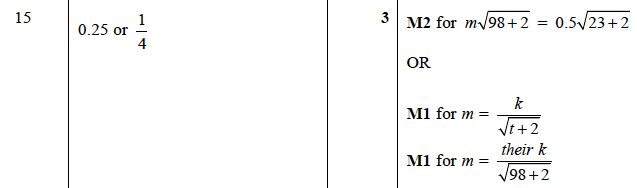 15
0.25 or 1/4
3
M2 for m√(98+2) = 0.5√(23+2)
OR
M1 for m = k/√(t+2)
M1 for m = their k/√(98+2)